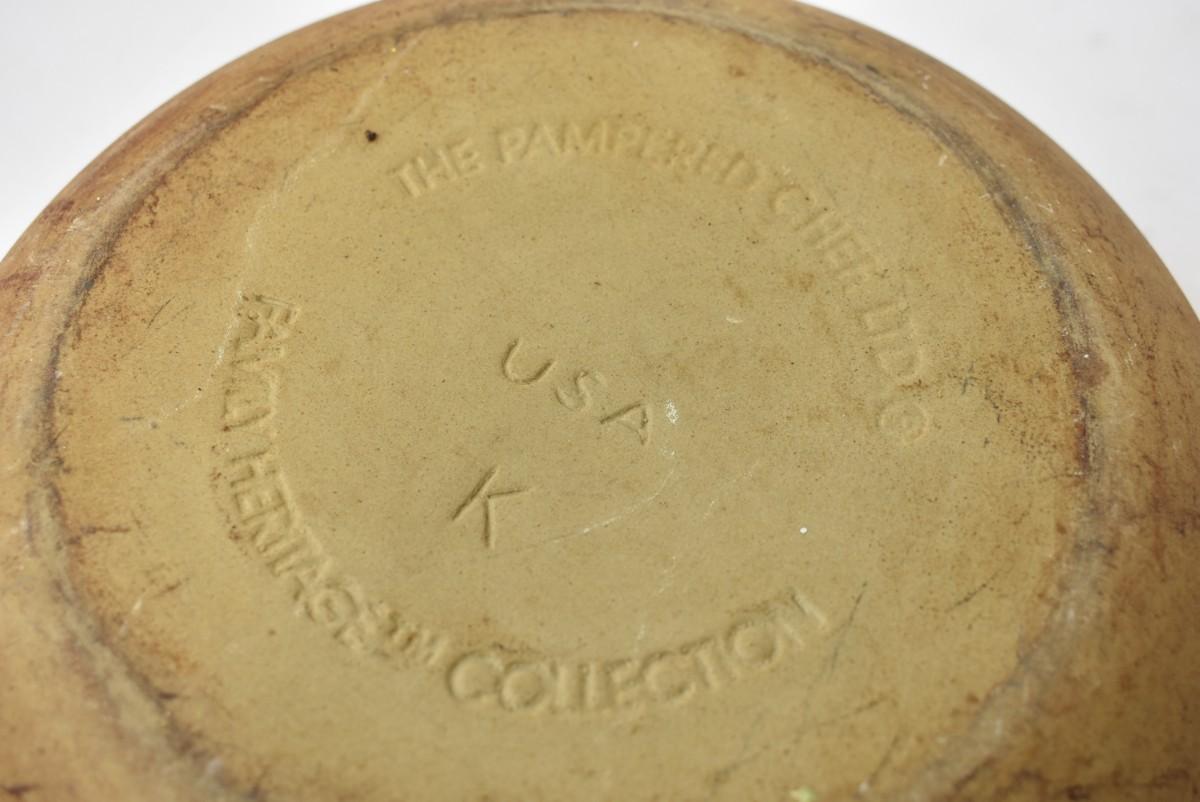 THE PAMPERED CHEF LTD.®
USA
K
FAMILY HERITAGE™ COLLECTION